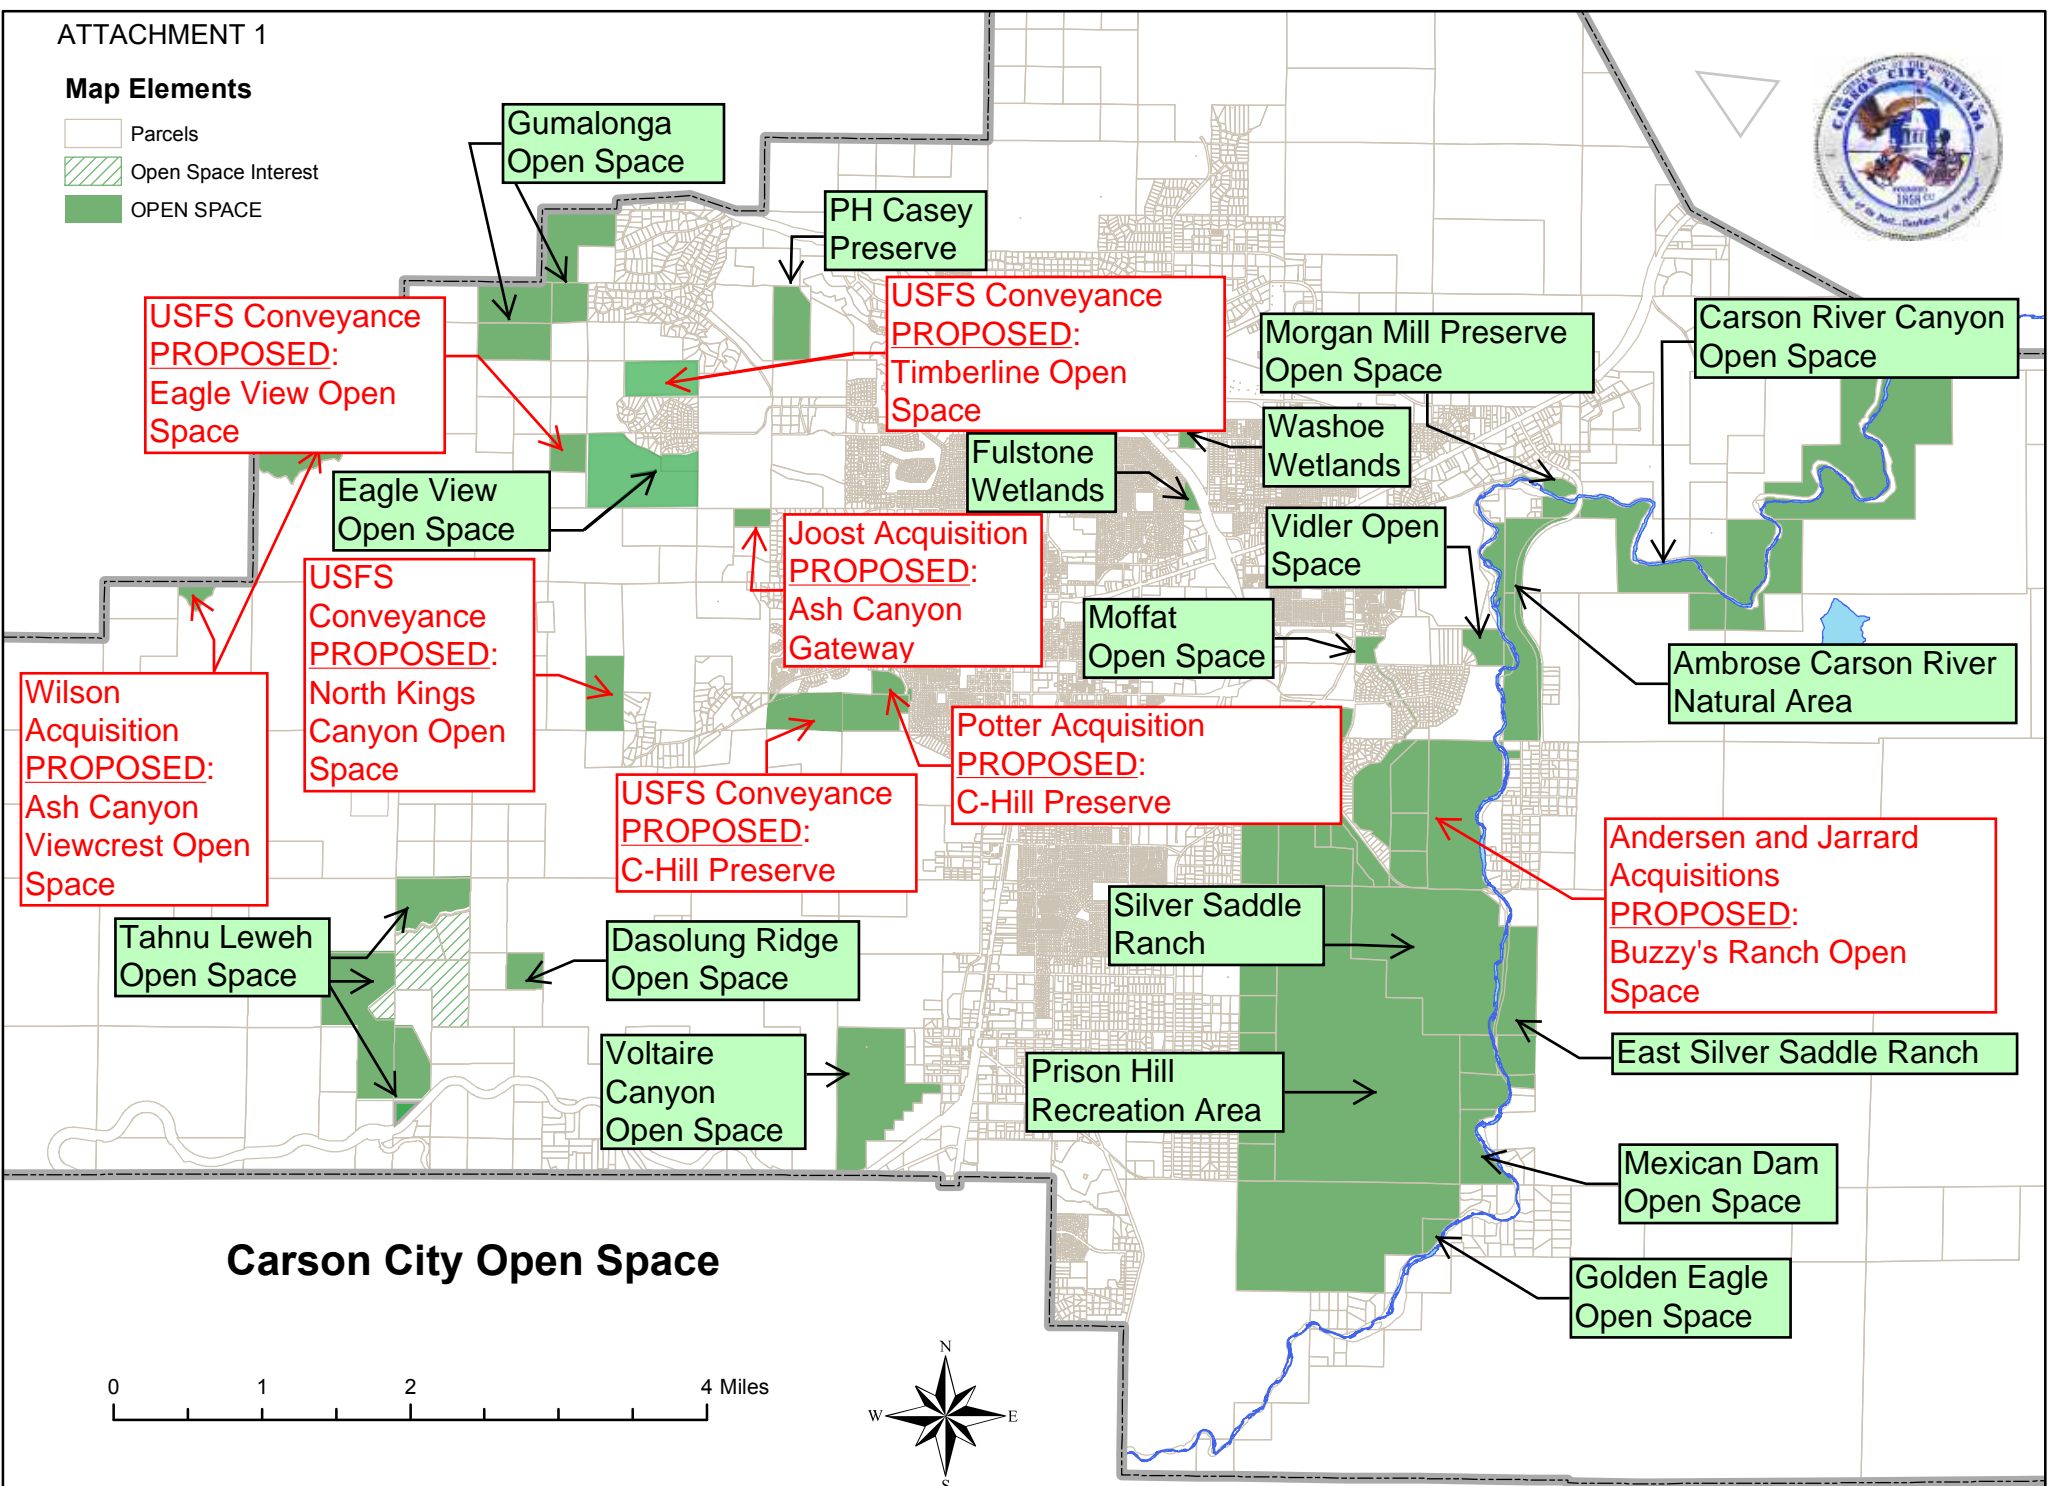 ATTACHMENT 1
Map Elements
Parcels
Open Space Interest
OPEN SPACE
Gumalonga
Open Space
PH Casey
Preserve
CARSON CITY, NEVADA
1858
USFS Conveyance
PROPOSED:
Eagle View Open
Space
USFS Conveyance
PROPOSED:
Timberline Open
Space
Morgan Mill Preserve
Open Space
Carson River Canyon
Open Space
Fulstone
Wetlands
Washoe
Wetlands
Eagle View
Open Space
Joost Acquisition
PROPOSED:
Ash Canyon
Gateway
Vidler Open
Space
USFS
Conveyance
PROPOSED:
North Kings
Canyon Open
Space
Moffat
Open Space
Ambrose Carson River
Natural Area
Wilson
Acquisition
PROPOSED:
Ash Canyon
Viewcrest Open
Space
Potter Acquisition
PROPOSED:
C-Hill Preserve
USFS Conveyance
PROPOSED:
C-Hill Preserve
Andersen and Jarrard
Acquisitions
PROPOSED:
Buzzy's Ranch Open
Space
Silver Saddle
Ranch
Tahnu Leweh
Open Space
Dasolung Ridge
Open Space
Voltaire
Canyon
Open Space
Prison Hill
Recreation Area
East Silver Saddle Ranch
Mexican Dam
Open Space
Golden Eagle
Open Space
Carson City Open Space
0 1 2 4 Miles
N
W E
S